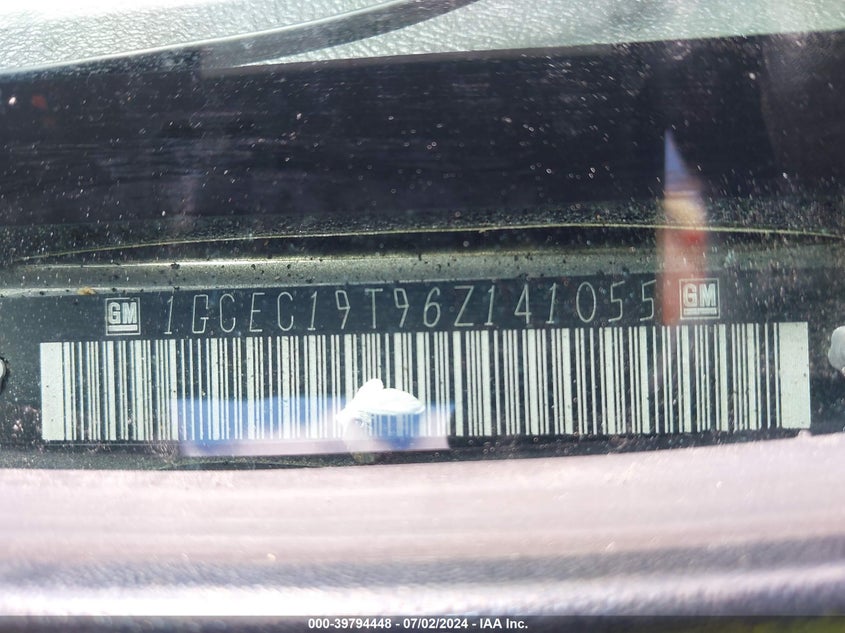 GM 1GCEC19T96Z141055 GM
000-39794448 - 07/02/2024 - IAA Inc.